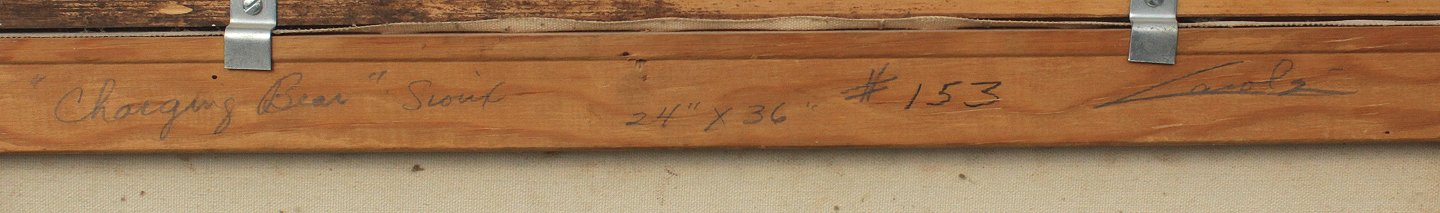 "Charging Bear" Sioux 24" X 36" # 153